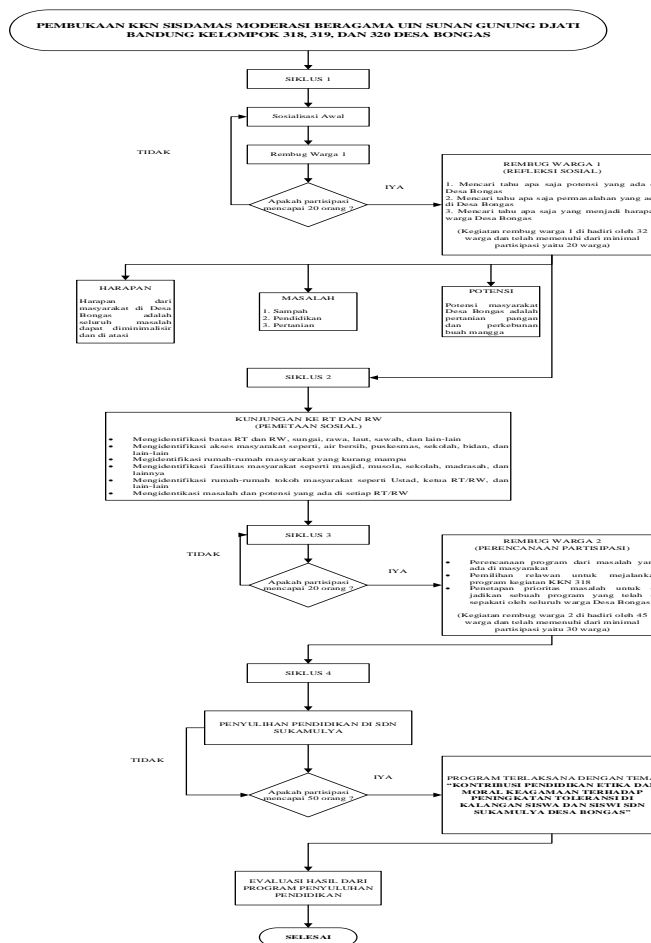 PEMBUKAAN KKN SISDAMAS MODERASI BERAGAMA UIN SUNAN GUNUNG DJATI
BANDUNG KELOMPOK 318, 319, DAN 320 DESA BONGAS
SIKLUS 1
Sosialisasi Awal
TIDAK
Rembug Warga 1
Apakah partisipasi
mencapai 20 orang ?
IYA
REMBUG WARGA 1
(REFLEKSI SOSIAL)
1. Mencari tahu apa saja potensi yang ada
Desa Bongas
2. Mencari tahu apa saja permasalahan yang
di Desa Bongas
3. Mencari tahu apa saja yang menjadi
warga Desa Bongas
(Kegiatan rembug warga 1 di hadiri oleh 32
warga dan telah memenuhi dari minimal
partisipasi yaitu 20 warga)
HARAPAN
Harapan dari
masyarakat di Desa
Bongas adalah
seluruh masalah
dapat diminimalisir
dan di atasi
MASALAH
1. Sampah
2. Pendidikan
3. Pertanian
POTENSI
Potensi masyarakat
Desa Bongas adalah
pertanian pangan
dan perkebunan
buah mangga
SIKLUS 2
KUNJUNGAN KE RT DAN RW
(PEMETAAN SOSIAL)
• Mengidentifikasi batas RT dan RW, sungai, rawa, laut, sawah, dan lain-lain
• Mengidentifikasi akses masyarakat seperti, air bersih, puskesmas, sekolah, bidan, dan
lain-lain
• Megidentifikasi rumah-rumah masyarakat yang kurang mampu
• Mengidentifikasi fasilitas masyarakat seperti masjid, musola, sekolah, madrasah, dan
lainnya
• Mengidentifikasi rumah-rumah tokoh masyarakat seperti Ustad, ketua RT/RW, dan
lain-lain
• Mengidentikasi masalah dan potensi yang ada di setiap RT/RW
SIKLUS 3
TIDAK
Apakah partisipasi
mencapai 20 orang ?
IYA
REMBUG WARGA 2
(PERENCANAAN PARTISIPASI)
• Perencanaan program dari masalah
ada di masyarakat
• Pemilihan relawan untuk
program kegiatan KKN 318
• Penetapan prioritas masalah untuk
jadikan sebuah program yang telah
sepakati oleh seluruh warga Desa Bongas
(Kegiatan rembug warga 2 di hadiri oleh 45
warga dan telah memenuhi dari minimal
partisipasi yaitu 30 warga)
SIKLUS 4
PENYULIHAN PENDIDIKAN DI SDN
SUKAMULYA
TIDAK
Apakah partisipasi
mencapai 50 orang ?
IYA
PROGRAM TERLAKSANA DENGAN
"KONTRIBUSI PENDIDIKAN ETIKA
MORAL KEAGAMAAN TERHADAP
PENINGKATAN TOLERANSI DI
KALANGAN SISWA DAN SISWI SDN
SUKAMULYA DESA BONGAS"
EVALUASI HASIL DARI
PROGRAM PENYULUHAN
PENDIDIKAN
SELESAI